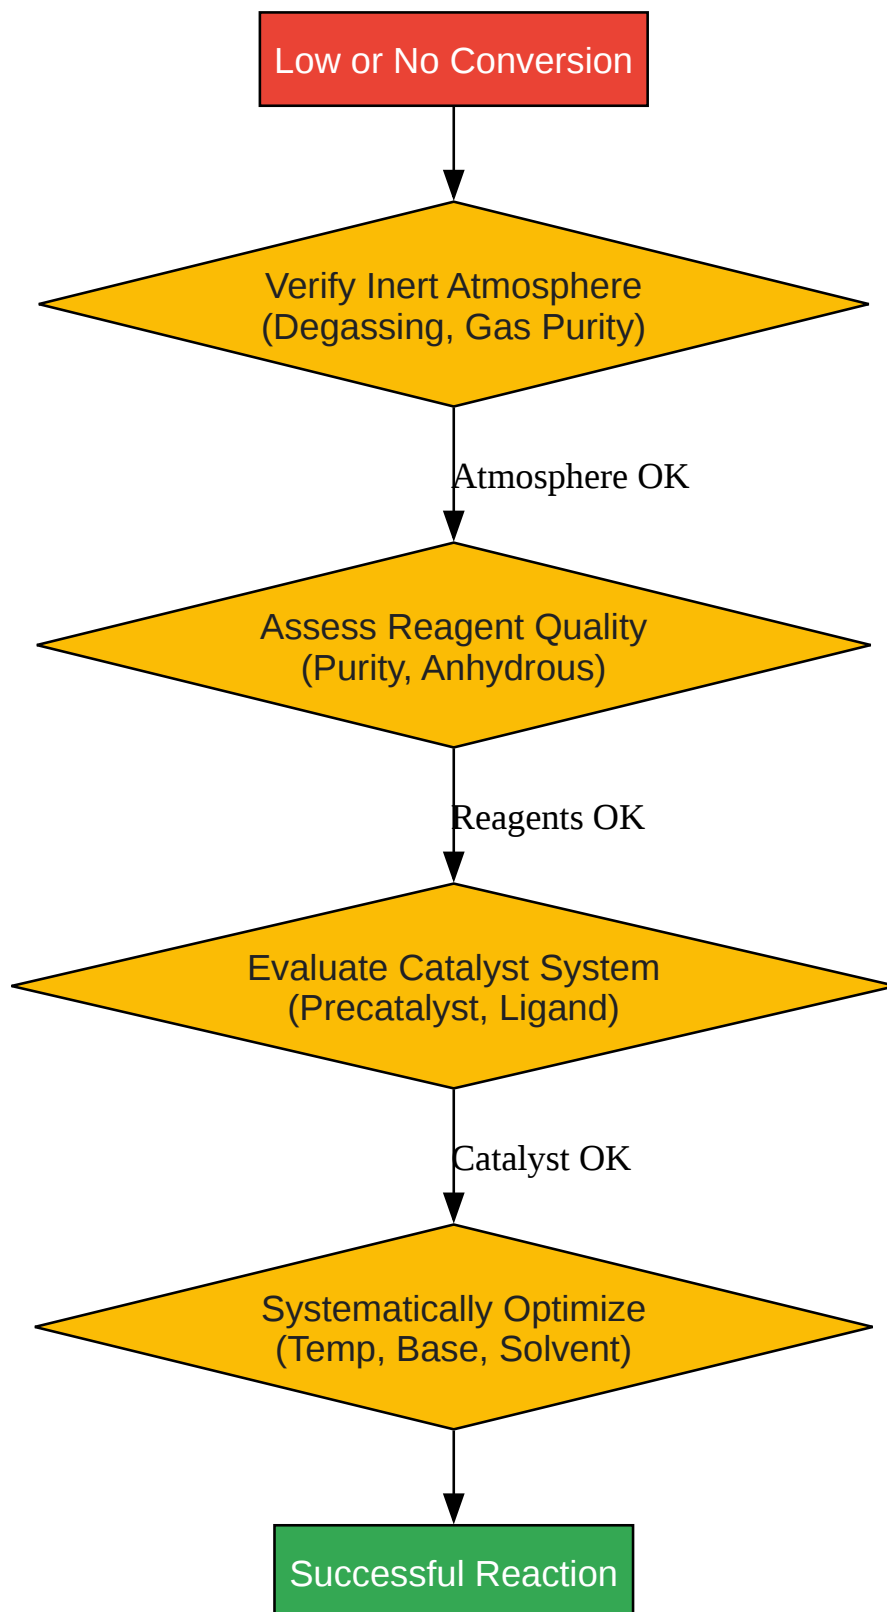 Low or No Conversion
Verify Inert Atmosphere
(Degassing, Gas Purity)
Atmosphere OK
Assess Reagent Quality
(Purity, Anhydrous)
Reagents OK
Evaluate Catalyst System
(Precatalyst, Ligand)
Catalyst OK
Systematically Optimize
(Temp, Base, Solvent)
Successful Reaction